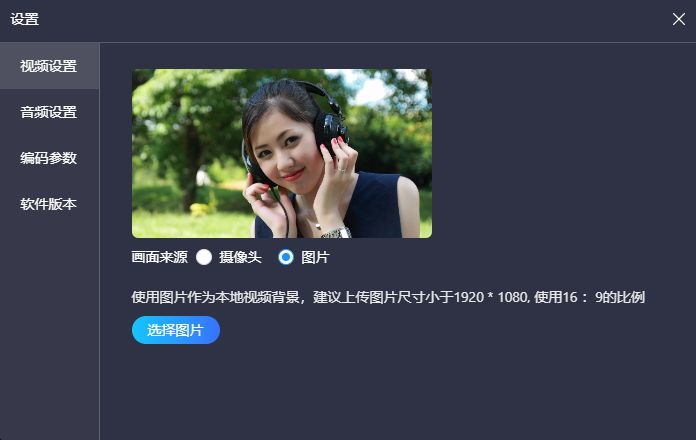 设置
视频设置
音频设置
编码参数
软件版本
画面来源 摄像头 图片
使用图片作为本地视频背景，建议上传图片尺寸小于1920 * 1080, 使用16：9的比例
选择图片